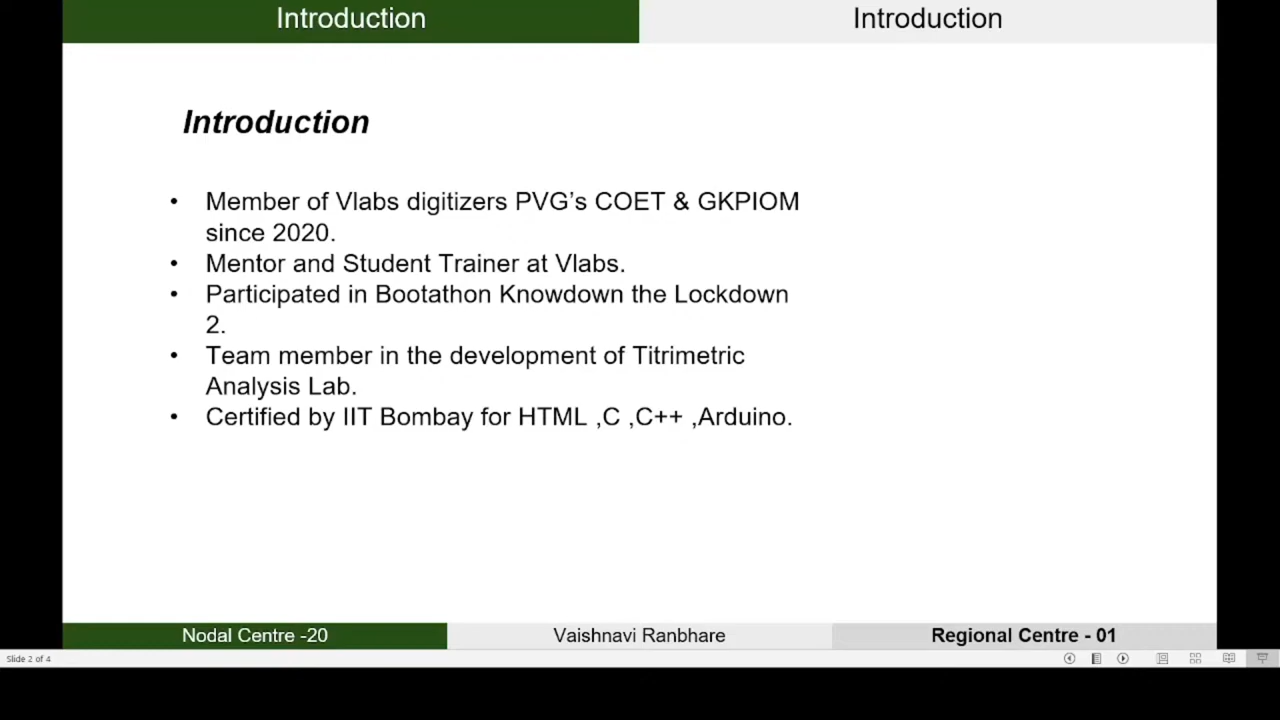 Introduction
Introduction
Introduction
• Member of Vlabs digitizers PVG’s COET & GKPIOM
since 2020.
• Mentor and Student Trainer at Vlabs.
• Participated in Bootathon Knowdown the Lockdown
2.
• Team member in the development of Titrimetric
Analysis Lab.
• Certified by IIT Bombay for HTML ,C ,C++ ,Arduino.
Nodal Centre -20
Vaishnavi Ranbhare
Regional Centre - 01
Slide 2 of 4